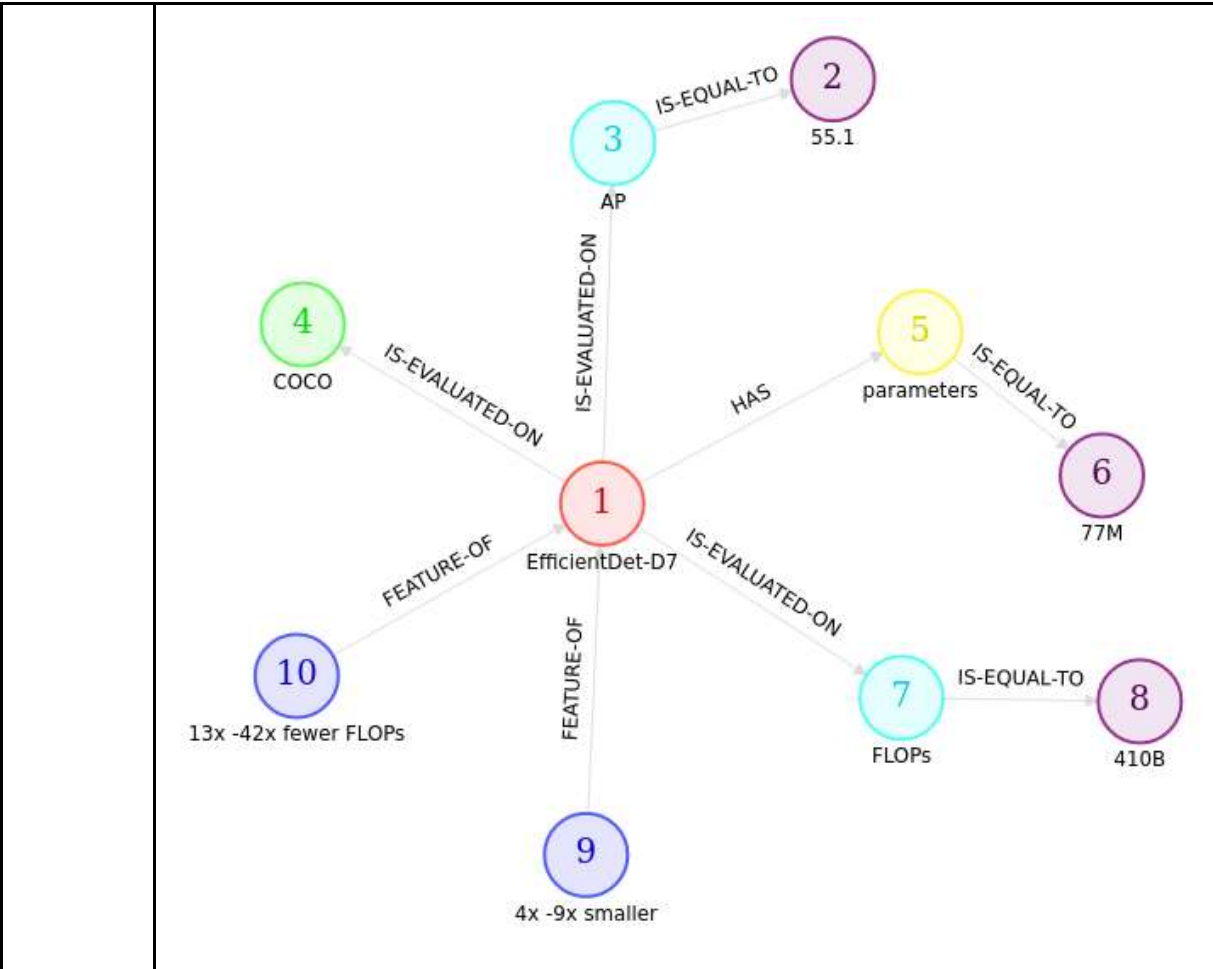 2
IS-EQUAL-TO
55.1
3
AP
IS-EVALUATED-ON
4
COCO
IS-EVALUATED-ON
5
parameters
HAS
IS-EQUAL-TO
6
77M
1
EfficientDet-D7
FEATURE-OF
10
13x -42x fewer FLOPs
FEATURE-OF
IS-EVALUATED-ON
7
FLOPs
IS-EQUAL-TO
8
410B
9
4x -9x smaller